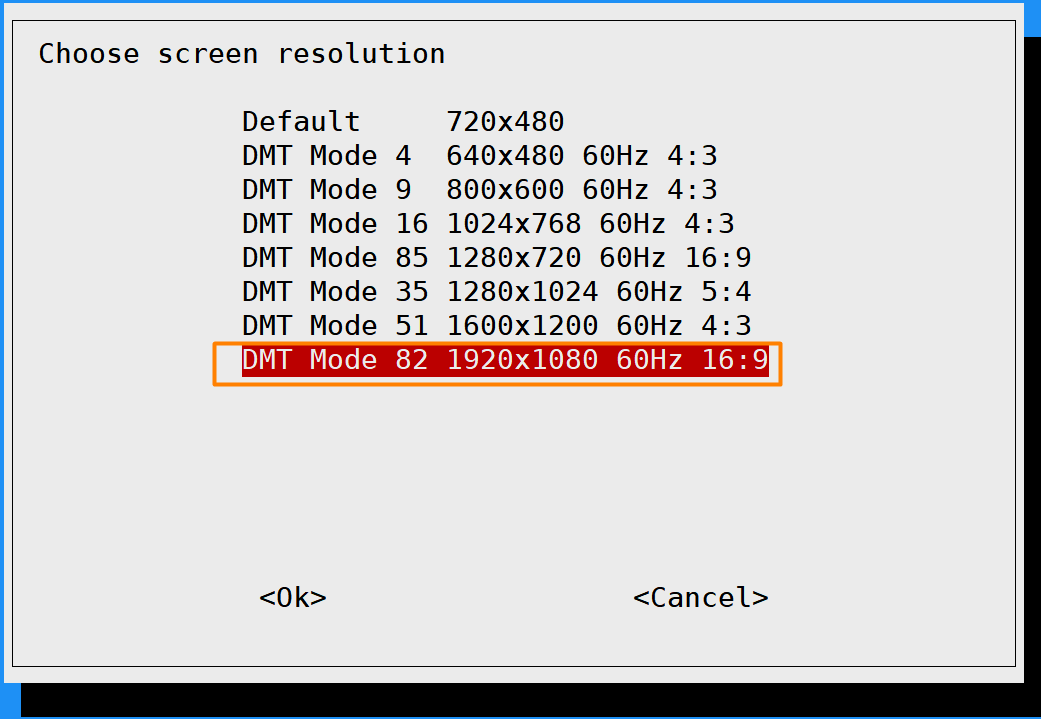 Choose screen resolution
Default     720x480
DMT Mode 4  640x480 60Hz 4:3
DMT Mode 9  800x600 60Hz 4:3
DMT Mode 16 1024x768 60Hz 4:3
DMT Mode 85 1280x720 60Hz 16:9
DMT Mode 35 1280x1024 60Hz 5:4
DMT Mode 51 1600x1200 60Hz 4:3
DMT Mode 82 1920x1080 60Hz 16:9
<Ok>                  <Cancel>